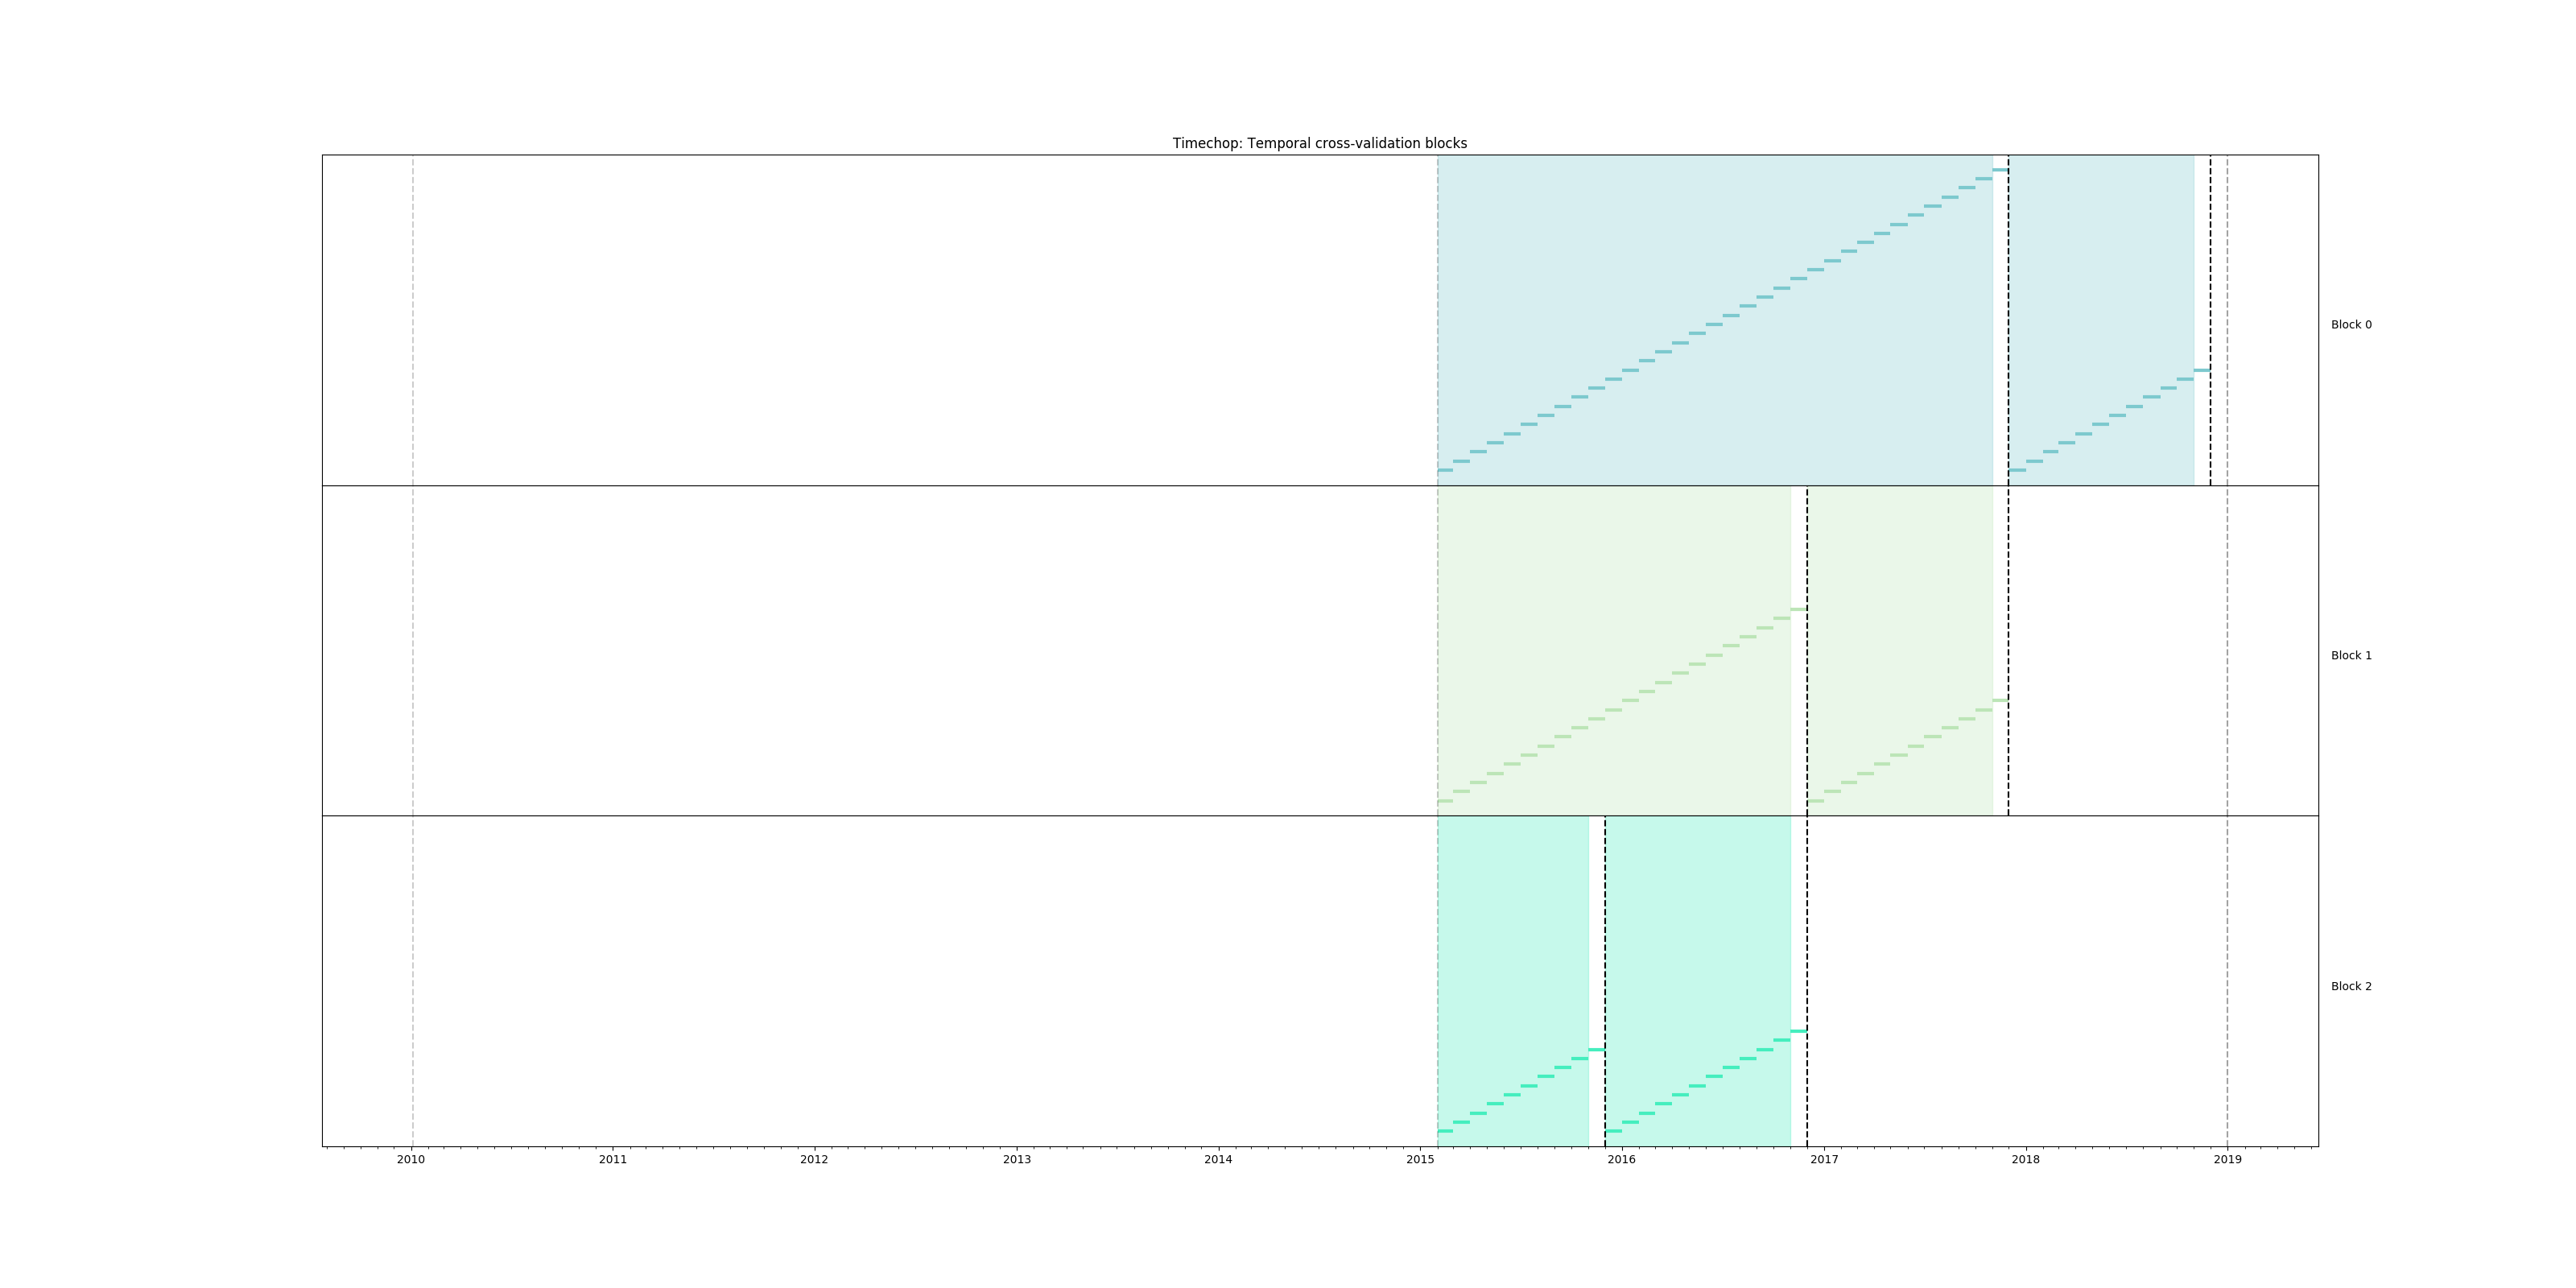 Timechop: Temporal cross-validation blocks
Block 0
Block 1
Block 2
2010 2011 2012 2013 2014 2015 2016 2017 2018 2019